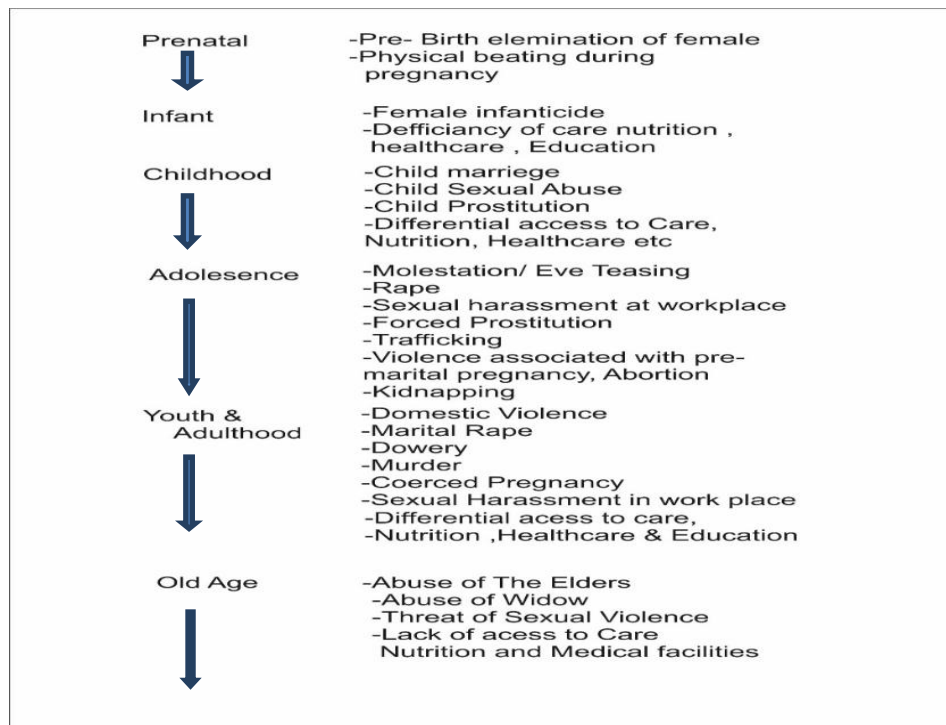 Prenatal -Pre- Birth elemination of female
-Physical beating during
pregnancy
Infant -Female infanticide
-Defficiancy of care nutrition ,
healthcare , Education
Childhood -Child marriege
-Child Sexual Abuse
-Child Prostitution
-Differential access to Care,
Nutrition, Healthcare etc
Adolesence -Molestation/ Eve Teasing
-Rape
-Sexual harassment at workplace
-Forced Prostitution
-Trafficking
-Violence associated with pre-
marital pregnancy, Abortion
-Kidnapping
Youth & -Domestic Violence
Adulthood -Marital Rape
-Dowery
-Murder
-Coerced Pregnancy
-Sexual Harassment in work place
-Differential acess to care,
-Nutrition ,Healthcare & Education
Old Age -Abuse of The Elders
-Abuse of Widow
-Threat of Sexual Violence
-Lack of acess to Care
Nutrition and Medical facilities